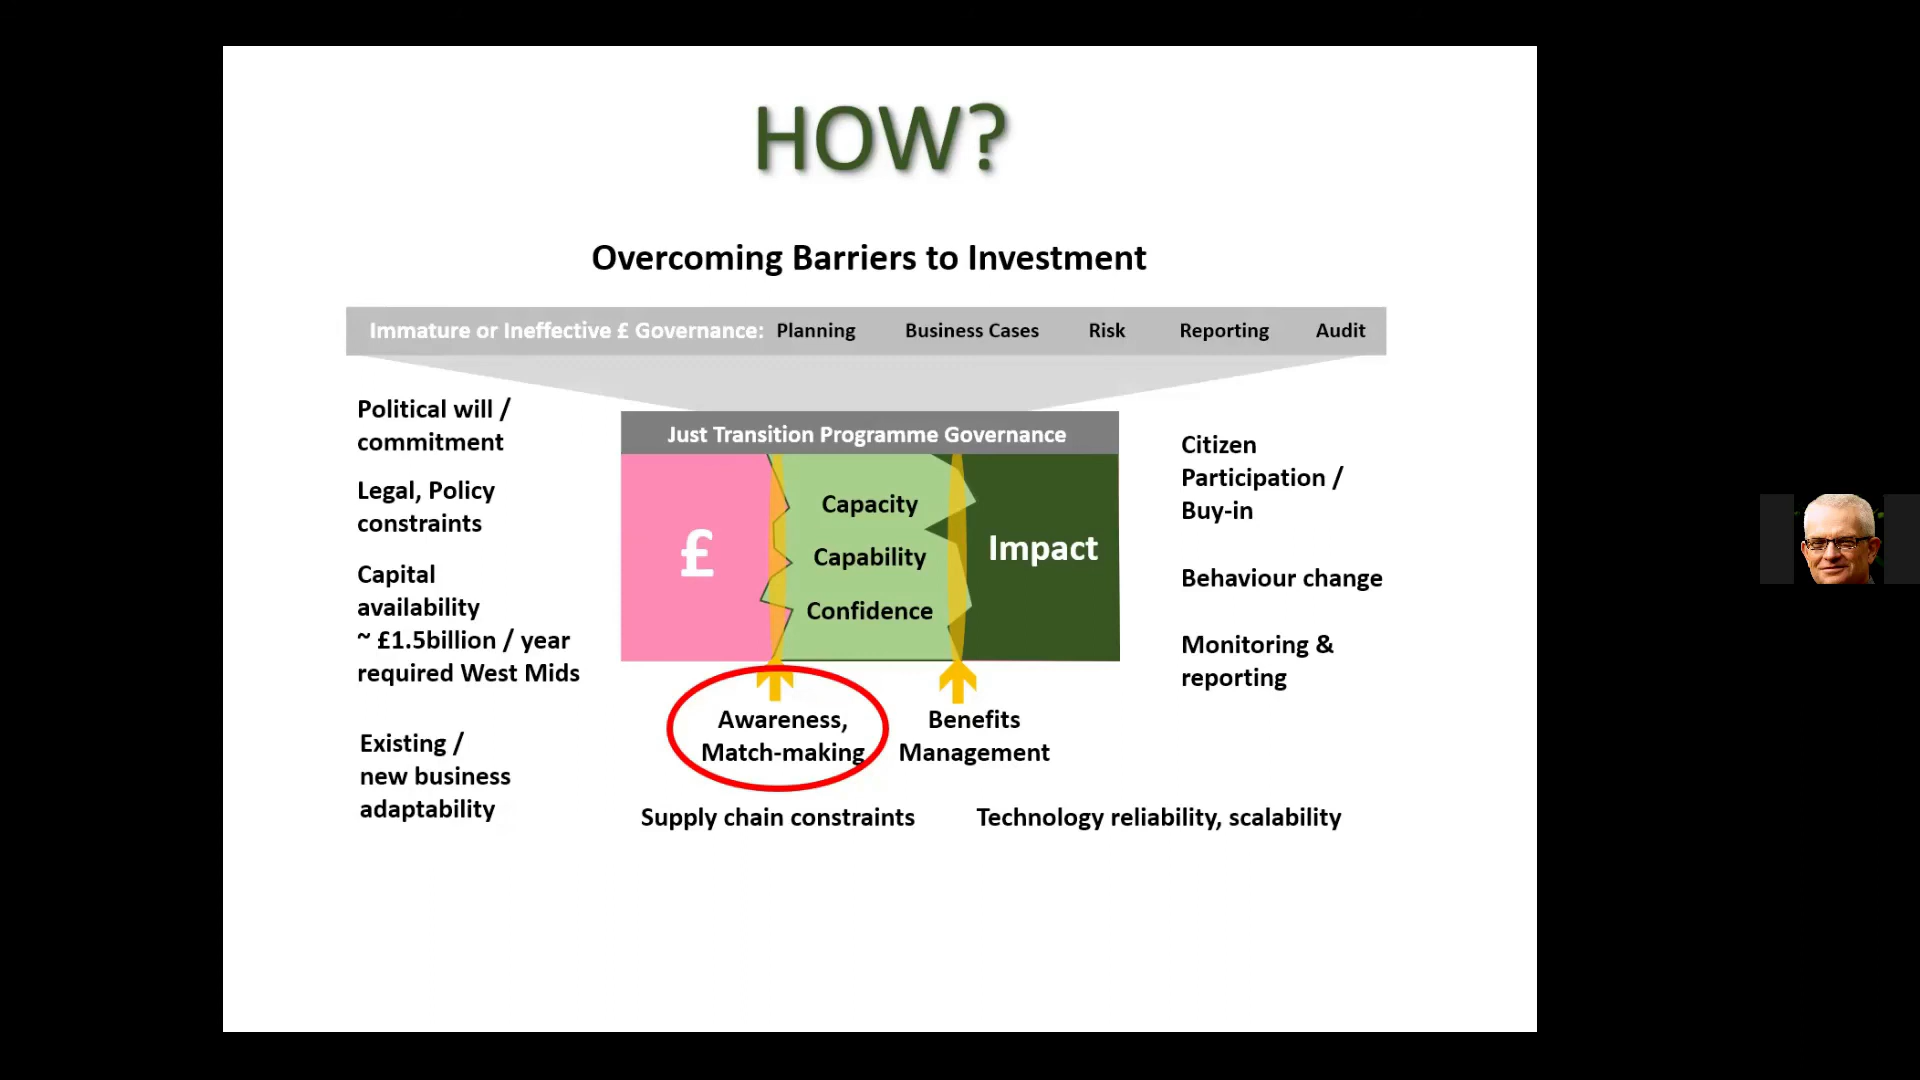 HOW?
Overcoming Barriers to Investment
Immature or Ineffective £ Governance: Planning Business Cases Risk Reporting Audit
Political will /
commitment
Legal, Policy
constraints
Capital
availability
~ £1.5billion / year
required West Mids
Existing /
new business
adaptability
Just Transition Programme Governance
£
Capacity
Capability
Confidence
Impact
Awareness,
Match-making
Benefits
Management
Supply chain constraints
Technology reliability, scalability
Citizen
Participation /
Buy-in
Behaviour change
Monitoring &
reporting